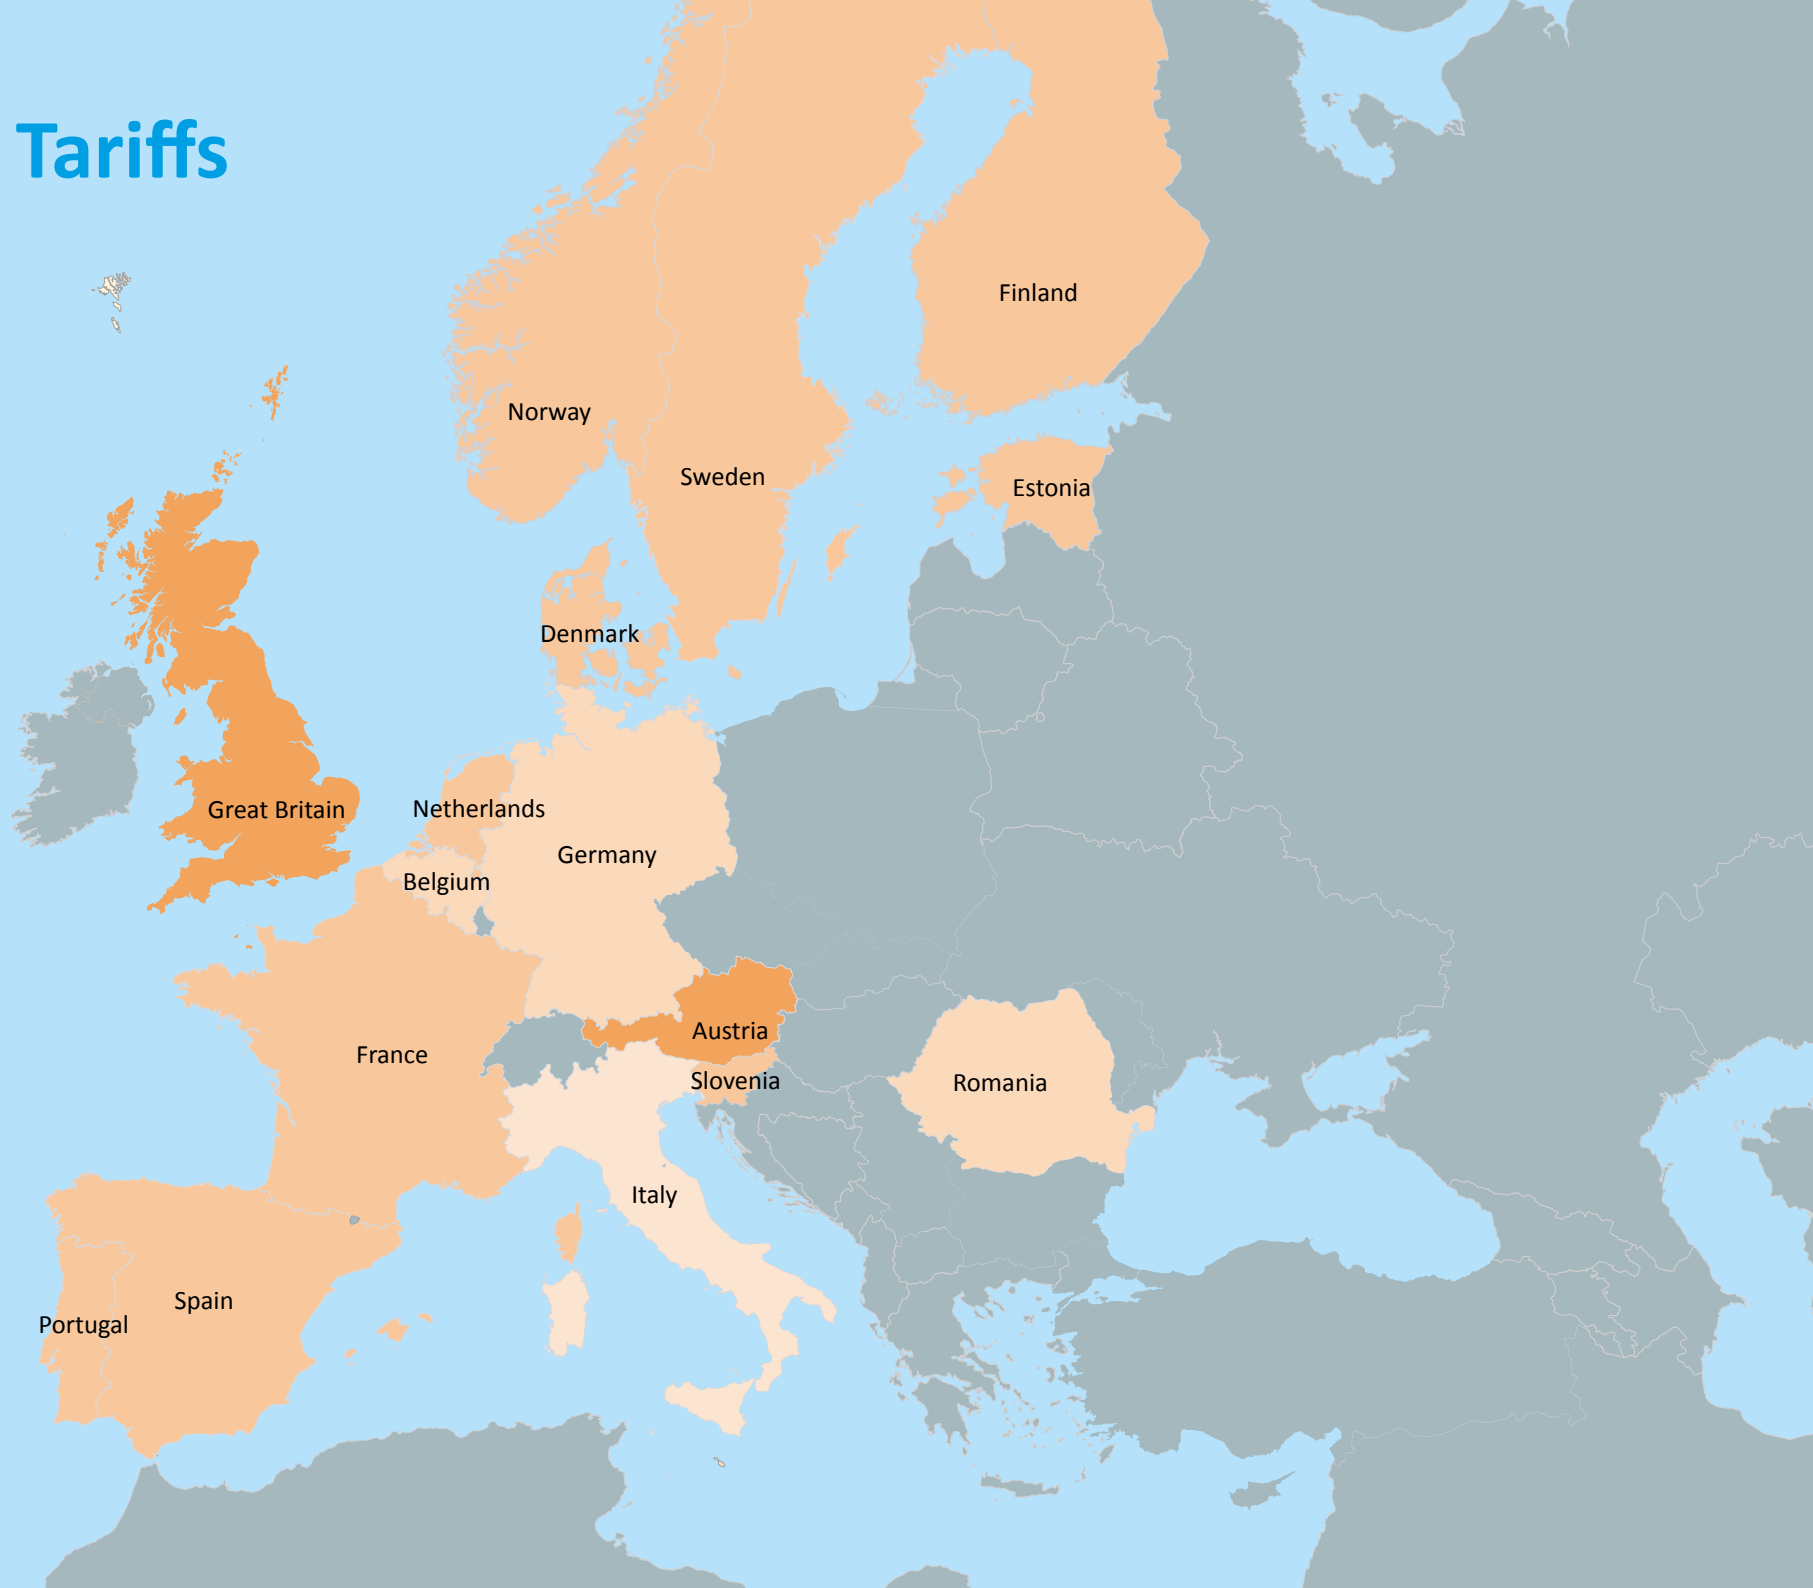 Tariffs
Finland
Norway
Sweden
Estonia
Denmark
Great Britain
Netherlands
Germany
Belgium
Austria
France
Slovenia
Romania
Italy
Spain
Portugal